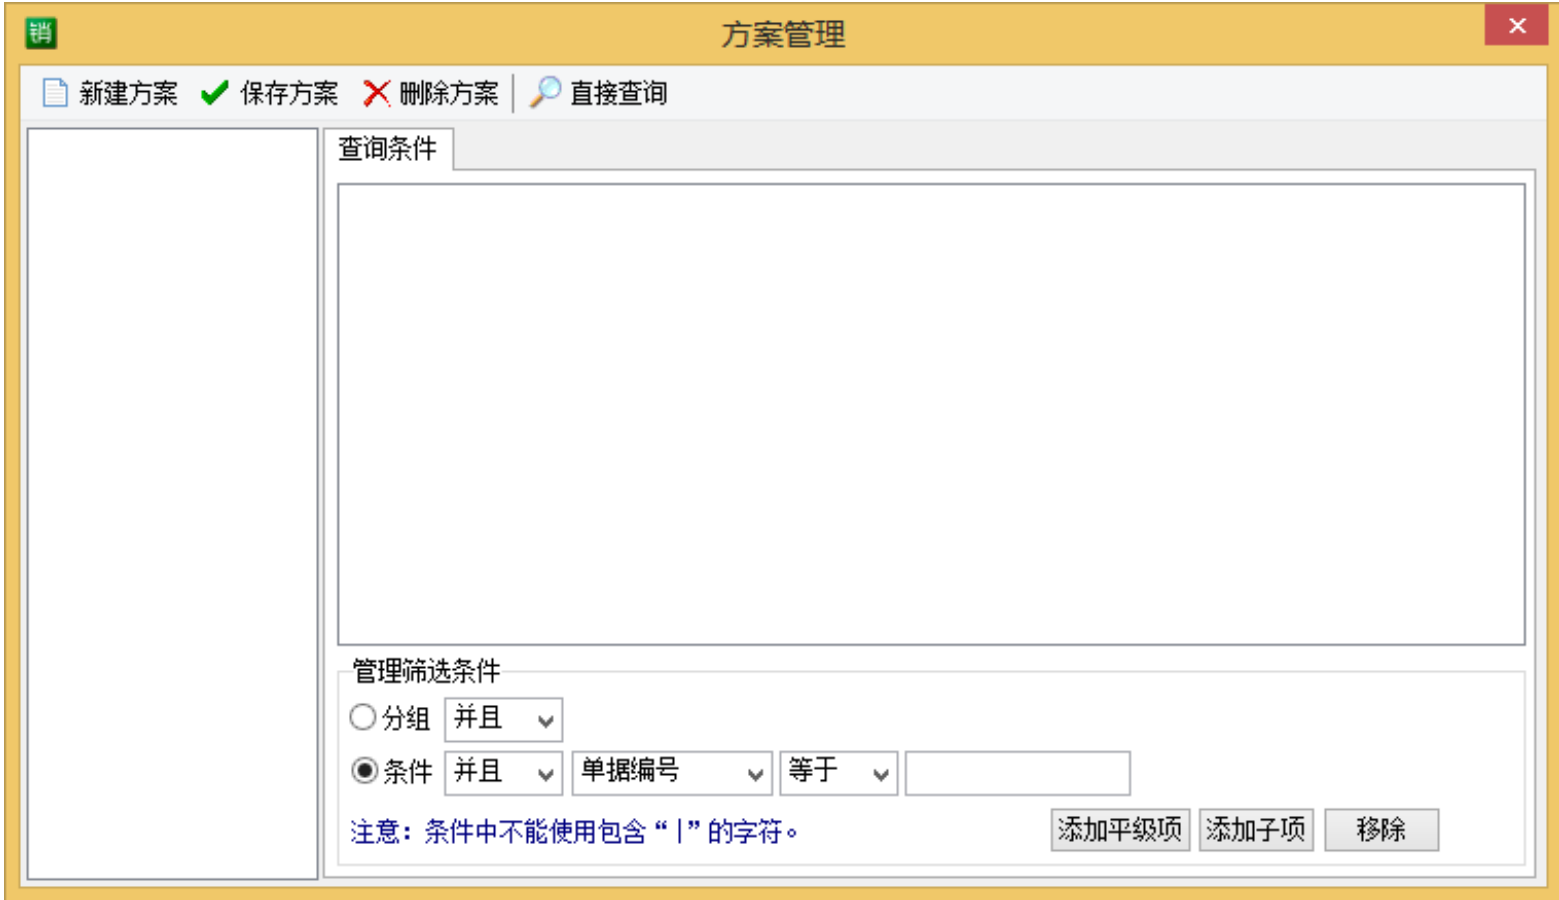 销
方案管理
新建方案 保存方案 删除方案 直接查询
查询条件
管理筛选条件
分组 并且
条件 并且 单据编号 等于
注意：条件中不能使用包含“|”的字符。
添加平级项 添加子项 移除